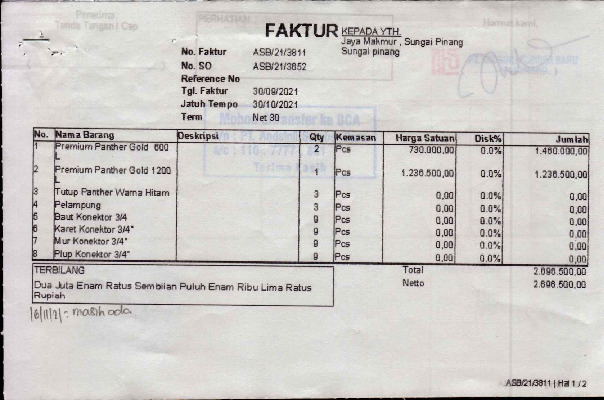 FAKTUR
KEPADA YTH.
Jaya Makmur , Sungai Pinang
Sungai pinang
No. Faktur ASB/21/3811
No. SO ASB/21/3652
Reference No
Tgl. Faktur 30/09/2021
Jatuh Tempo 30/10/2021
Term Net 30
No. Nama Barang Deskripsi Qty Kemasan Harga Satuan Disk% Jumlah
1 Premium Panther Gold 600 L 2 Pcs 730.000,00 0.0% 1.460.000,00
2 Premium Panther Gold 1200 L 1 Pcs 1.236.500,00 0.0% 1.236.500,00
3 Tutup Panther Warna Hitam 3 Pcs 0,00 0.0% 0,00
4 Pelampung 3 Pcs 0,00 0.0% 0,00
5 Baut Konektor 3/4 9 Pcs 0,00 0.0% 0,00
6 Karet Konektor 3/4" 9 Pcs 0,00 0.0% 0,00
7 Mur Konektor 3/4" 9 Pcs 0,00 0.0% 0,00
8 Plup Konektor 3/4" 9 Pcs 0,00 0.0% 0,00
TERBILANG
Dua Juta Enam Ratus Sembilan Puluh Enam Ribu Lima Ratus
Rupiah
Total 2.696.500,00
Netto 2.696.500,00
16/11/21 : masih ada
ASB/21/3811 | Hal 1 / 2
Penerima
Tanda Tangan / Cap
PERHATIAN
Hormat kami,
Mohon Transfer ke BCA
Terima Kasih